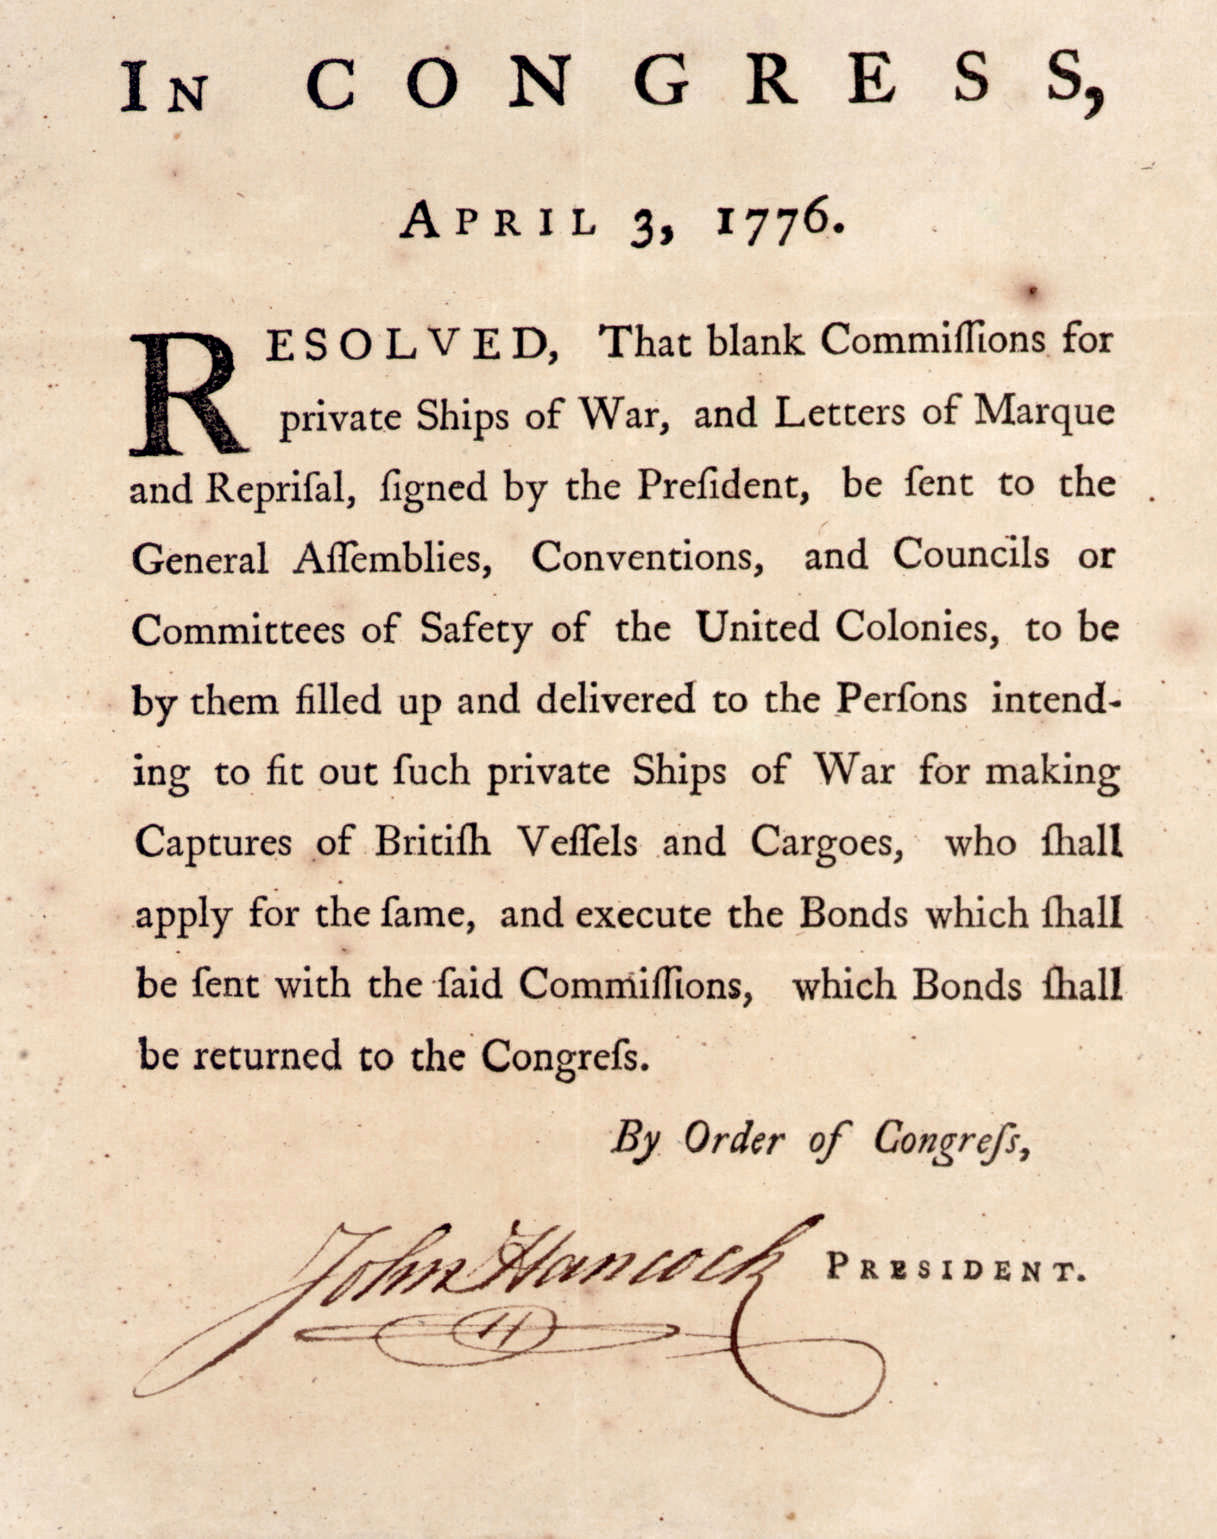 IN CONGRESS,
APRIL 3, 1776.
RESOLVED, That blank Commiſſions for
private Ships of War, and Letters of Marque
and Repriſal, ſigned by the Preſident, be ſent to the
General Aſſemblies, Conventions, and Councils or
Committees of Safety of the United Colonies, to be
by them filled up and delivered to the Perſons intend-
ing to fit out ſuch private Ships of War for making
Captures of Britiſh Veſſels and Cargoes, who ſhall
apply for the ſame, and execute the Bonds which ſhall
be ſent with the ſaid Commiſſions, which Bonds ſhall
be returned to the Congreſs.
By Order of Congreſs,
John Hancock PRESIDENT.